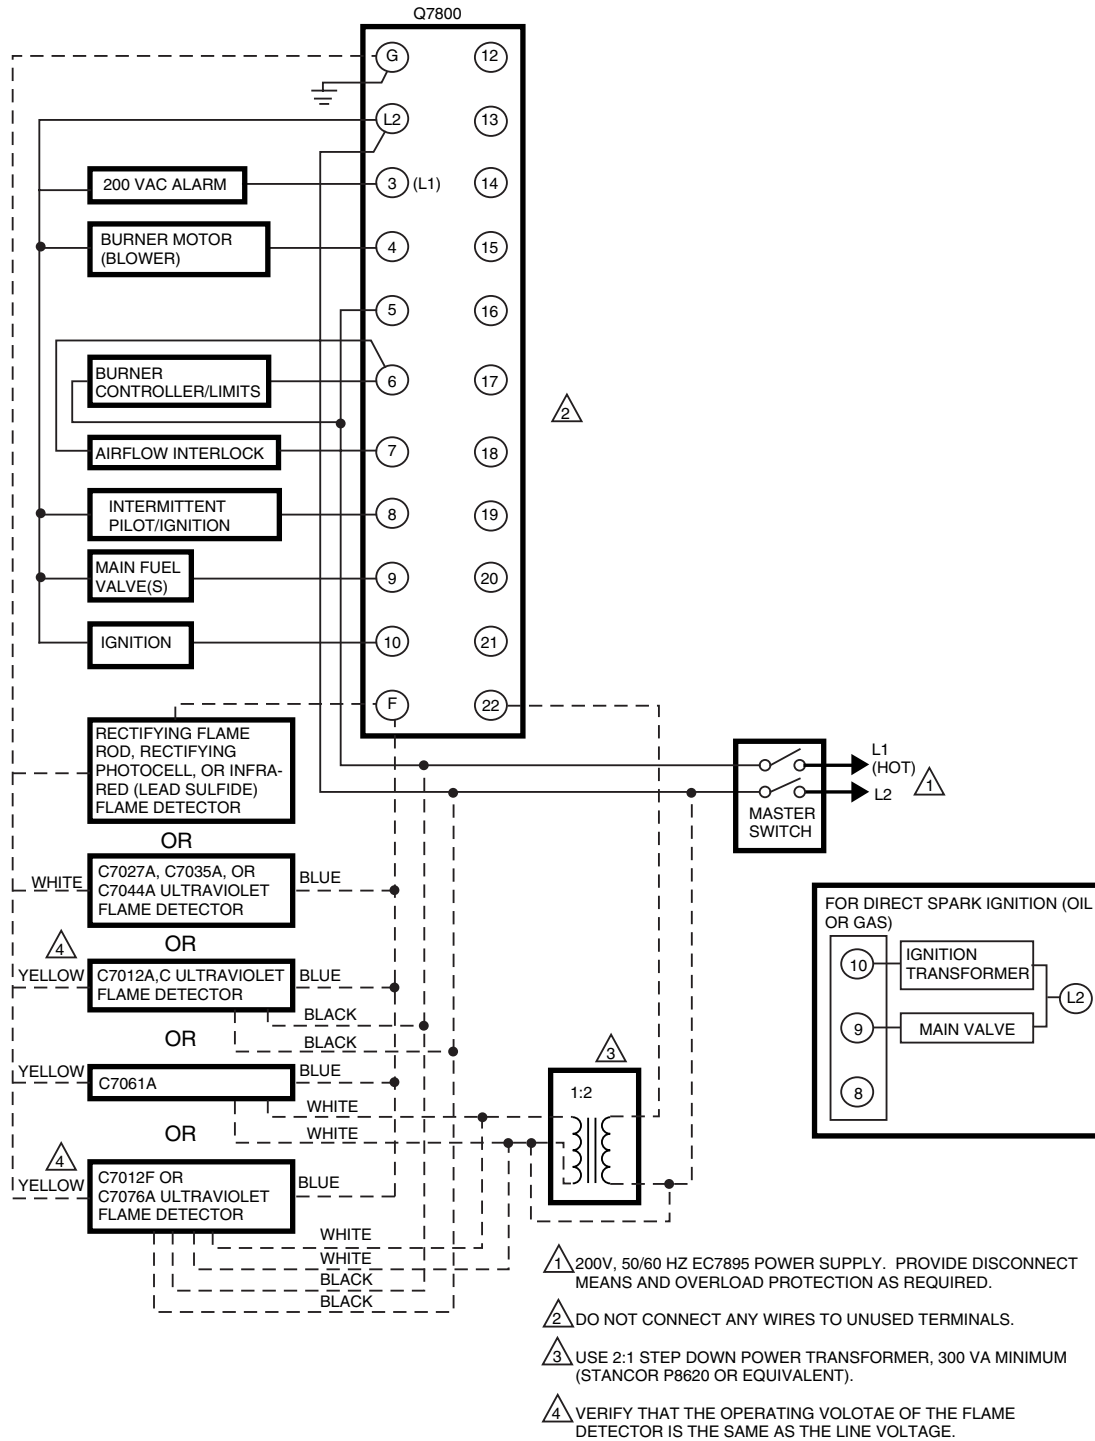 Q7800
G
12
L2
13
200 VAC ALARM
3
(L1)
14
BURNER MOTOR
(BLOWER)
4
15
5
16
BURNER
CONTROLLER/LIMITS
6
17
2
AIRFLOW INTERLOCK
7
18
INTERMITTENT
PILOT/IGNITION
8
19
MAIN FUEL
VALVE(S)
9
20
IGNITION
10
21
F
22
RECTIFYING FLAME
ROD, RECTIFYING
PHOTOCELL, OR INFRA-
RED (LEAD SULFIDE)
FLAME DETECTOR
L1
(HOT)
L2
1
MASTER
SWITCH
OR
WHITE
C7027A, C7035A, OR
C7044A ULTRAVIOLET
FLAME DETECTOR
BLUE
OR
4
YELLOW
C7012A,C ULTRAVIOLET
FLAME DETECTOR
BLUE
BLACK
BLACK
OR
YELLOW
C7061A
BLUE
WHITE
WHITE
OR
4
YELLOW
C7012F OR
C7076A ULTRAVIOLET
FLAME DETECTOR
BLUE
WHITE
WHITE
BLACK
BLACK
3
1:2
FOR DIRECT SPARK IGNITION (OIL
OR GAS)
10
IGNITION
TRANSFORMER
L2
9
MAIN VALVE
8
1 200V, 50/60 HZ EC7895 POWER SUPPLY. PROVIDE DISCONNECT
MEANS AND OVERLOAD PROTECTION AS REQUIRED.
2 DO NOT CONNECT ANY WIRES TO UNUSED TERMINALS.
3 USE 2:1 STEP DOWN POWER TRANSFORMER, 300 VA MINIMUM
(STANCOR P8620 OR EQUIVALENT).
4 VERIFY THAT THE OPERATING VOLOTAE OF THE FLAME
DETECTOR IS THE SAME AS THE LINE VOLTAGE.